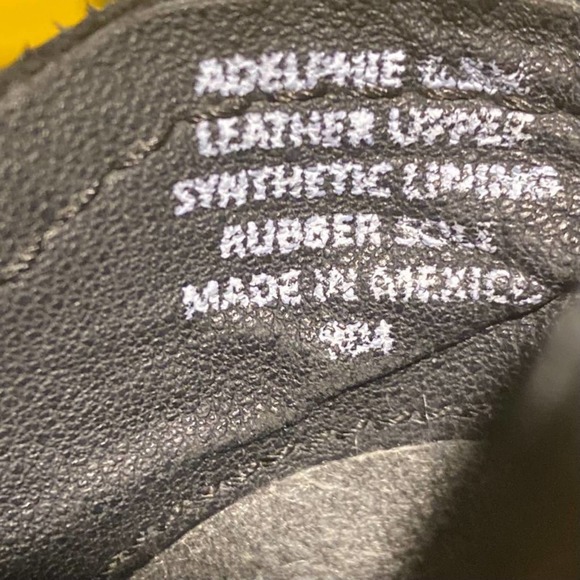 ADELPHIE
LEATHER UPPER
SYNTHETIC LINING
RUBBER SOLE
MADE IN MEXICO